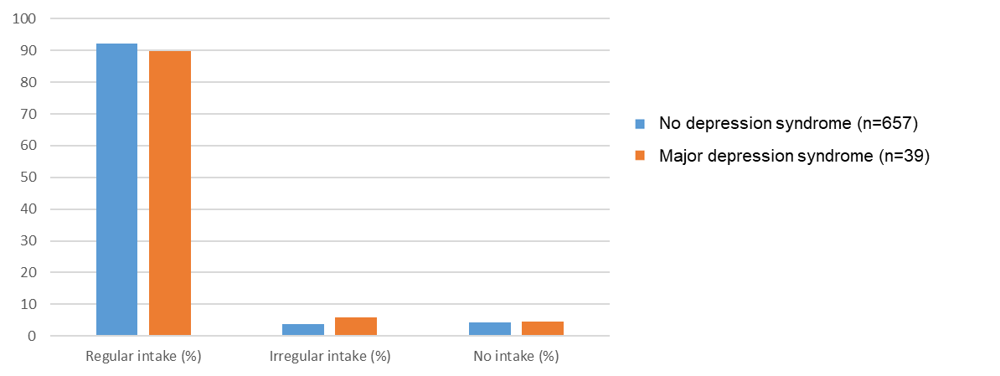 100
90
80
70
60
50
40
30
20
10
0
Regular intake (%)
Irregular intake (%)
No intake (%)
No depression syndrome (n=657)
Major depression syndrome (n=39)